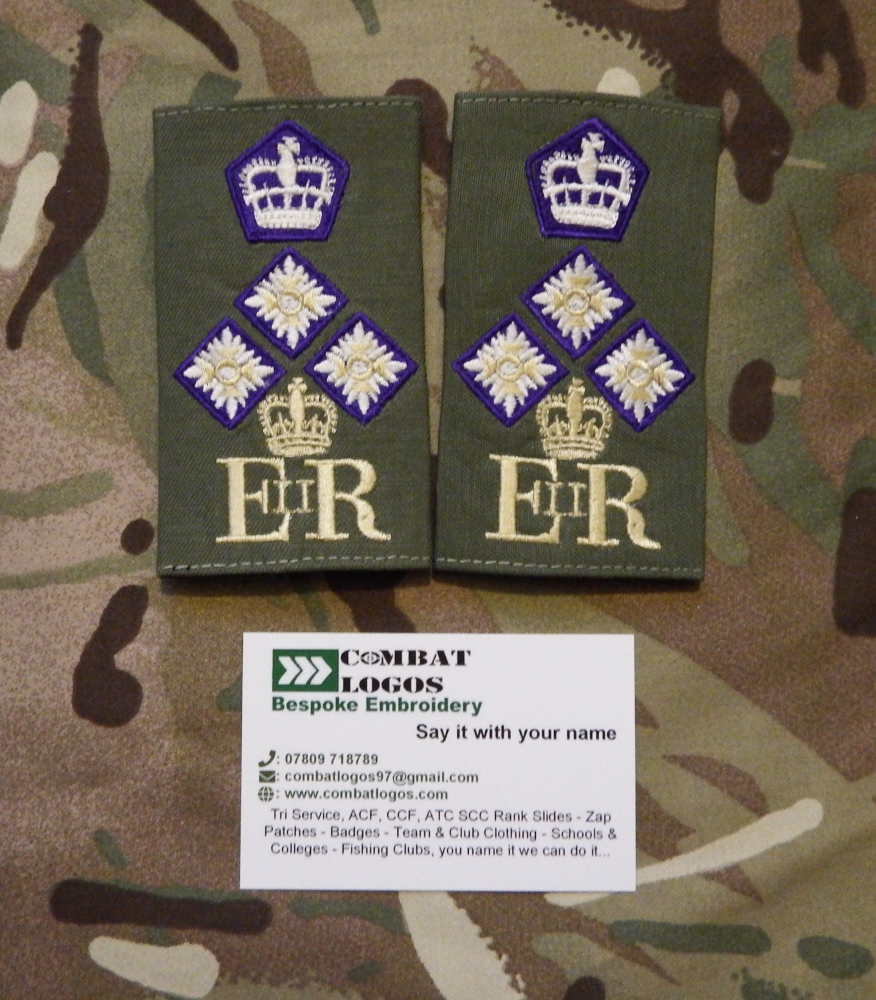 EIIR
EIIR
COMBAT
LOGOS
Bespoke Embroidery
Say it with your name
: 07809 718789
: combatlogos97@gmail.com
: www.combatlogos.com
Tri Service, ACF, CCF, ATC SCC Rank Slides - Zap
Patches - Badges - Team & Club Clothing - Schools &
Colleges - Fishing Clubs, you name it we can do it...